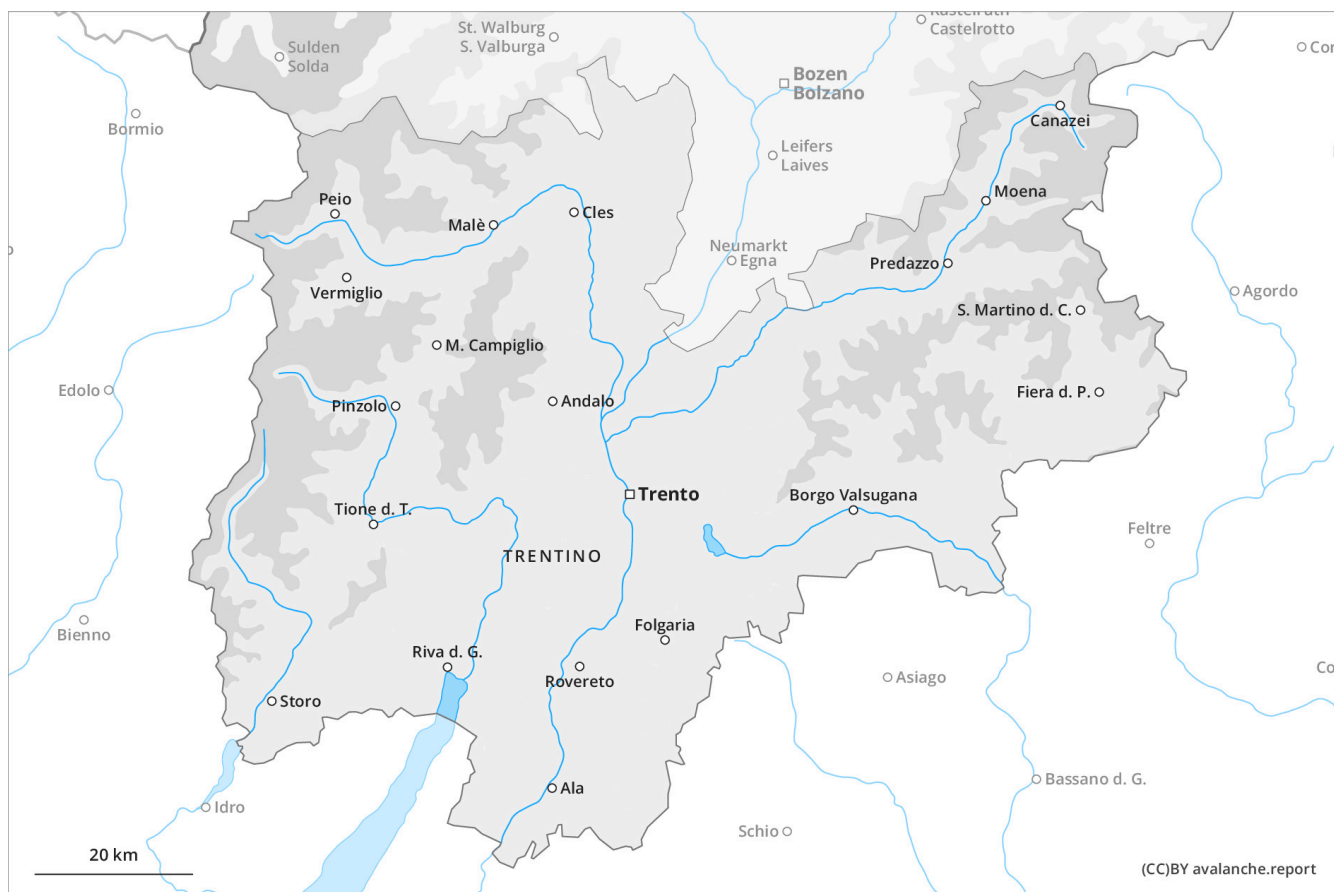 St. Walburg
S. Valburga
Castelrotto
Sulden
Solda
Bozen
Bolzano
Bormio
Canazei
Leifers
Laives
Moena
Peio
Malè
Cles
Neumarkt
Egna
Predazzo
Vermiglio
Agordo
S. Martino d. C.
M. Campiglio
Edolo
Pinzolo
Andalo
Fiera d. P.
Trento
Borgo Valsugana
Tione d. T.
Feltre
TRENTINO
Bienno
Folgaria
Riva d. G.
Rovereto
Asiago
Storo
Bassano d. G.
Ala
Idro
Schio
20 km
(CC)BY avalanche.report